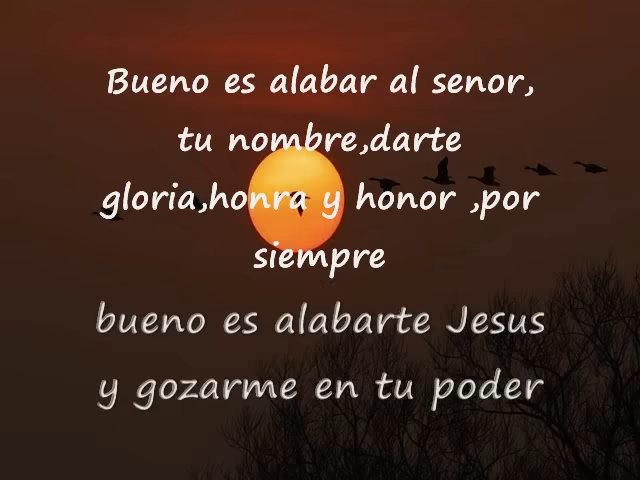 Bueno es alabar al senor,
tu nombre,darte
gloria,honra y honor ,por
siempre
bueno es alabarte Jesus
y gozarme en tu poder